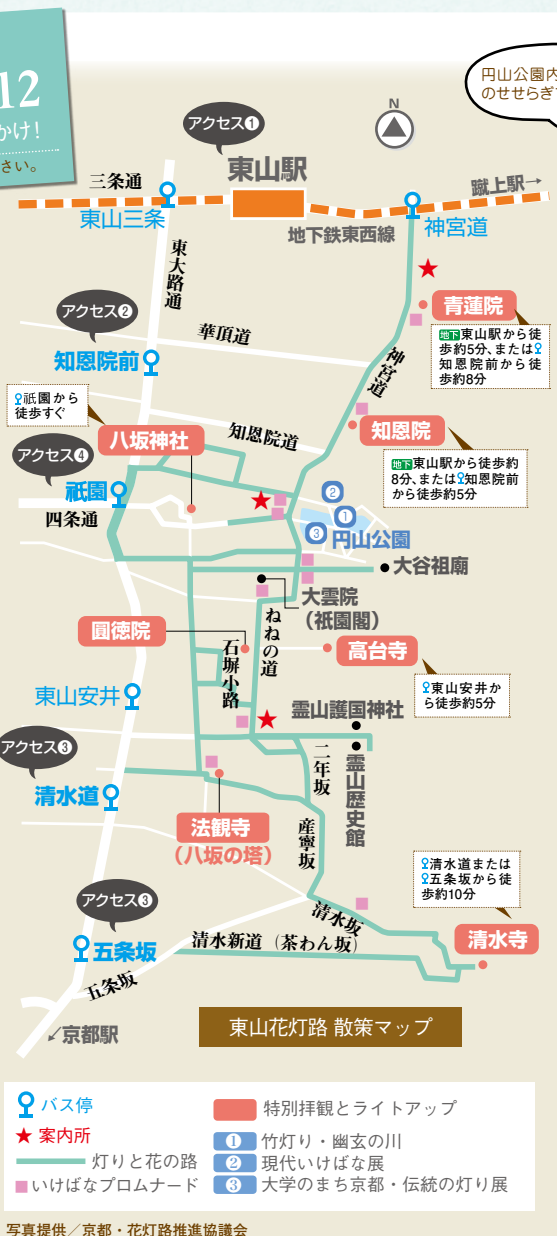 12
かけ！
さい。
円山公園内
のせせらぎ
N
アクセス❶
東山駅
三条通
蹴上駅→
東山三条
地下鉄東西線
神宮道
東大路通
青蓮院
地下東山駅から徒
歩約5分、または
知恩院前から徒
歩約8分
アクセス❷
華頂道
知恩院前
神宮道
祇園から
徒歩すぐ
八坂神社
知恩院道
知恩院
地下東山駅から徒歩約
8分、または知恩院前
から徒歩約5分
アクセス❹
祇園
四条通
②
①
③
円山公園
大谷祖廟
大雲院
（祇園閣）
ねねの道
圓徳院
石塀小路
高台寺
東山安井か
ら徒歩約5分
東山安井
霊山護国神社
アクセス❸
二年坂
霊山歴史館
清水道
法観寺
（八坂の塔）
産寧坂
清水道または
五条坂から徒
歩約10分
アクセス❸
清水坂
清水寺
五条坂
清水新道（茶わん坂）
五条坂
↙京都駅
東山花灯路 散策マップ
バス停
★ 案内所
灯りと花の路
いけばなプロムナード
特別拝観とライトアップ
❶ 竹灯り・幽玄の川
❷ 現代いけばな展
❸ 大学のまち京都・伝統の灯り展
写真提供／京都・花灯路推進協議会